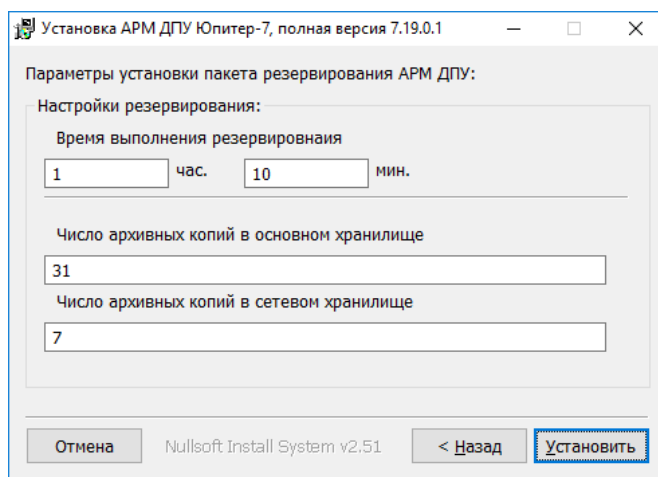 Установка АРМ ДПУ Юпитер-7, полная версия 7.19.0.1
Параметры установки пакета резервирования АРМ ДПУ:
Настройки резервирования:
Время выполнения резервировнаия
1 час. 10 мин.
Число архивных копий в основном хранилище
31
Число архивных копий в сетевом хранилище
7
Отмена Nullsoft Install System v2.51 < Назад Установить